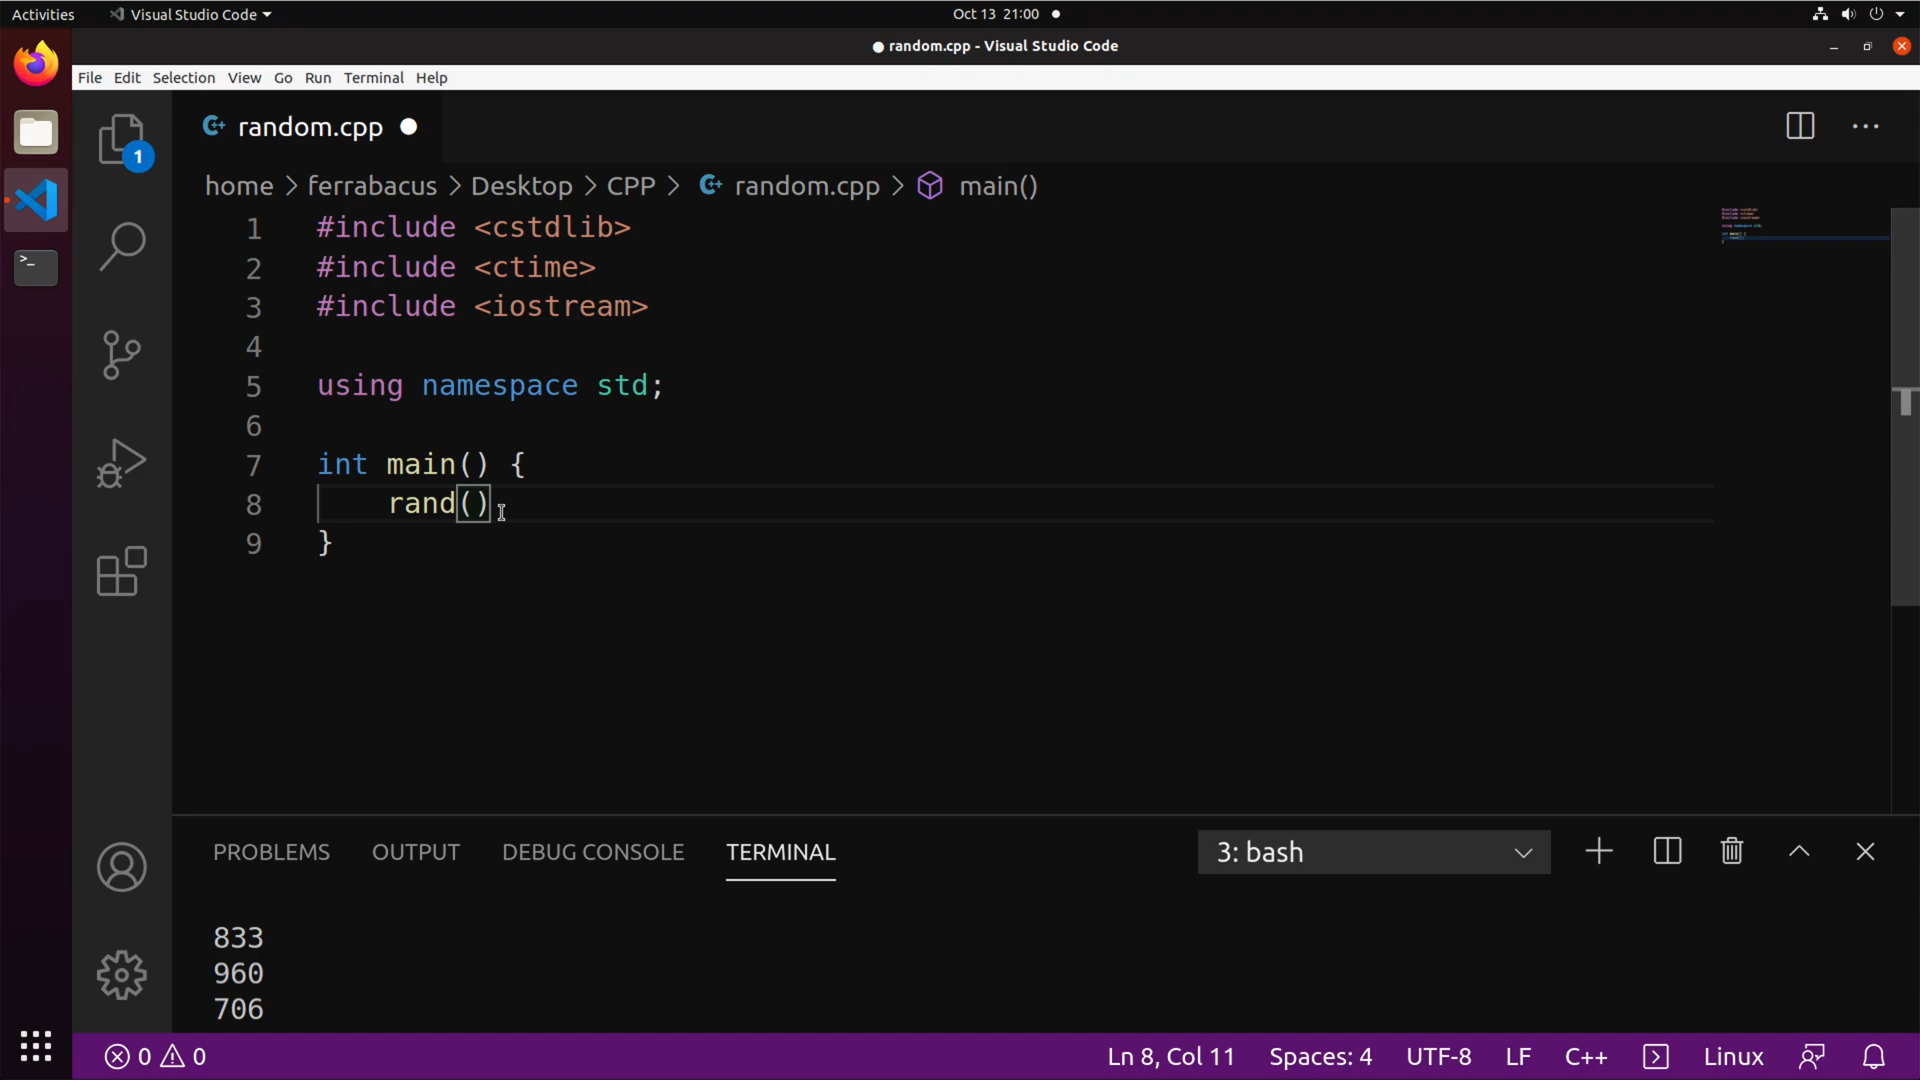 Activities Visual Studio Code Oct 13 21:00
random.cpp - Visual Studio Code
File Edit Selection View Go Run Terminal Help
random.cpp
home > ferrabacus > Desktop > CPP > random.cpp > main()
1
1 #include <cstdlib>
2 #include <ctime>
3 #include <iostream>
4
5 using namespace std;
6
7 int main() {
8 rand()
9 }
PROBLEMS OUTPUT DEBUG CONSOLE TERMINAL 3: bash
833
960
706
0 0 Ln 8, Col 11 Spaces: 4 UTF-8 LF C++ Linux